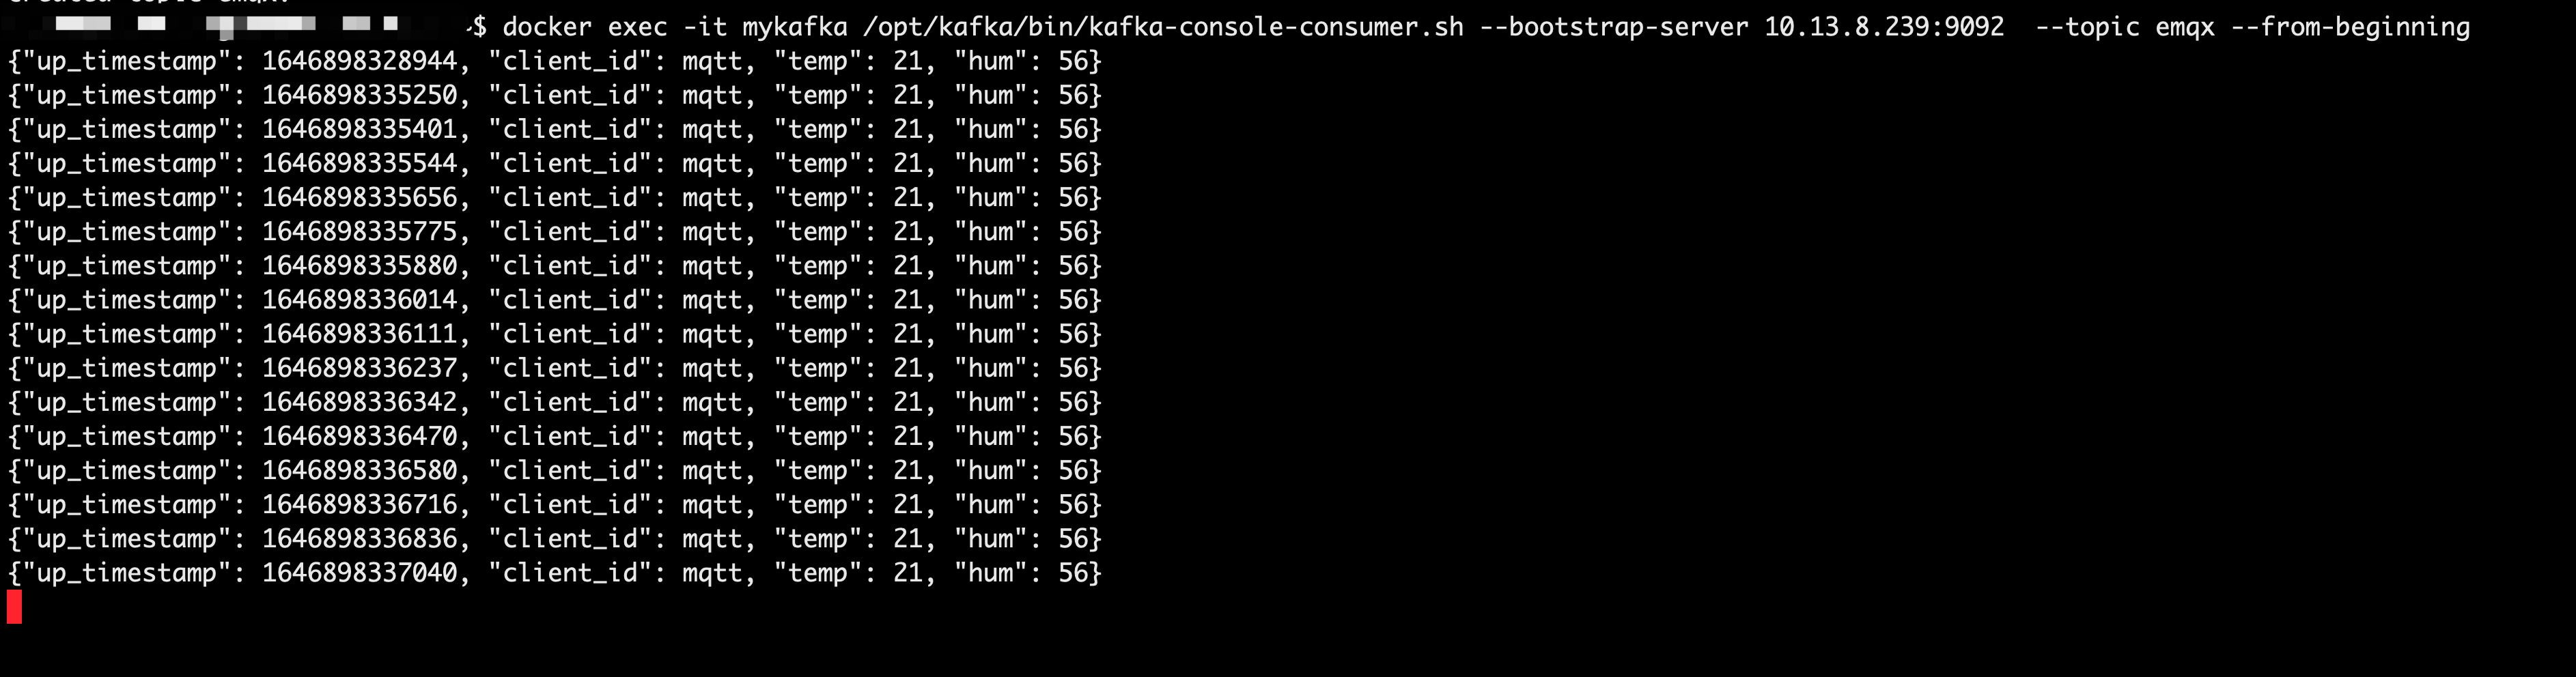 $ docker exec -it mykafka /opt/kafka/bin/kafka-console-consumer.sh --bootstrap-server 10.13.8.239:9092  --topic emqx --from-beginning
{"up_timestamp": 1646898328944, "client_id": mqtt, "temp": 21, "hum": 56}
{"up_timestamp": 1646898335250, "client_id": mqtt, "temp": 21, "hum": 56}
{"up_timestamp": 1646898335401, "client_id": mqtt, "temp": 21, "hum": 56}
{"up_timestamp": 1646898335544, "client_id": mqtt, "temp": 21, "hum": 56}
{"up_timestamp": 1646898335656, "client_id": mqtt, "temp": 21, "hum": 56}
{"up_timestamp": 1646898335775, "client_id": mqtt, "temp": 21, "hum": 56}
{"up_timestamp": 1646898335880, "client_id": mqtt, "temp": 21, "hum": 56}
{"up_timestamp": 1646898336014, "client_id": mqtt, "temp": 21, "hum": 56}
{"up_timestamp": 1646898336111, "client_id": mqtt, "temp": 21, "hum": 56}
{"up_timestamp": 1646898336237, "client_id": mqtt, "temp": 21, "hum": 56}
{"up_timestamp": 1646898336342, "client_id": mqtt, "temp": 21, "hum": 56}
{"up_timestamp": 1646898336470, "client_id": mqtt, "temp": 21, "hum": 56}
{"up_timestamp": 1646898336580, "client_id": mqtt, "temp": 21, "hum": 56}
{"up_timestamp": 1646898336716, "client_id": mqtt, "temp": 21, "hum": 56}
{"up_timestamp": 1646898336836, "client_id": mqtt, "temp": 21, "hum": 56}
{"up_timestamp": 1646898337040, "client_id": mqtt, "temp": 21, "hum": 56}